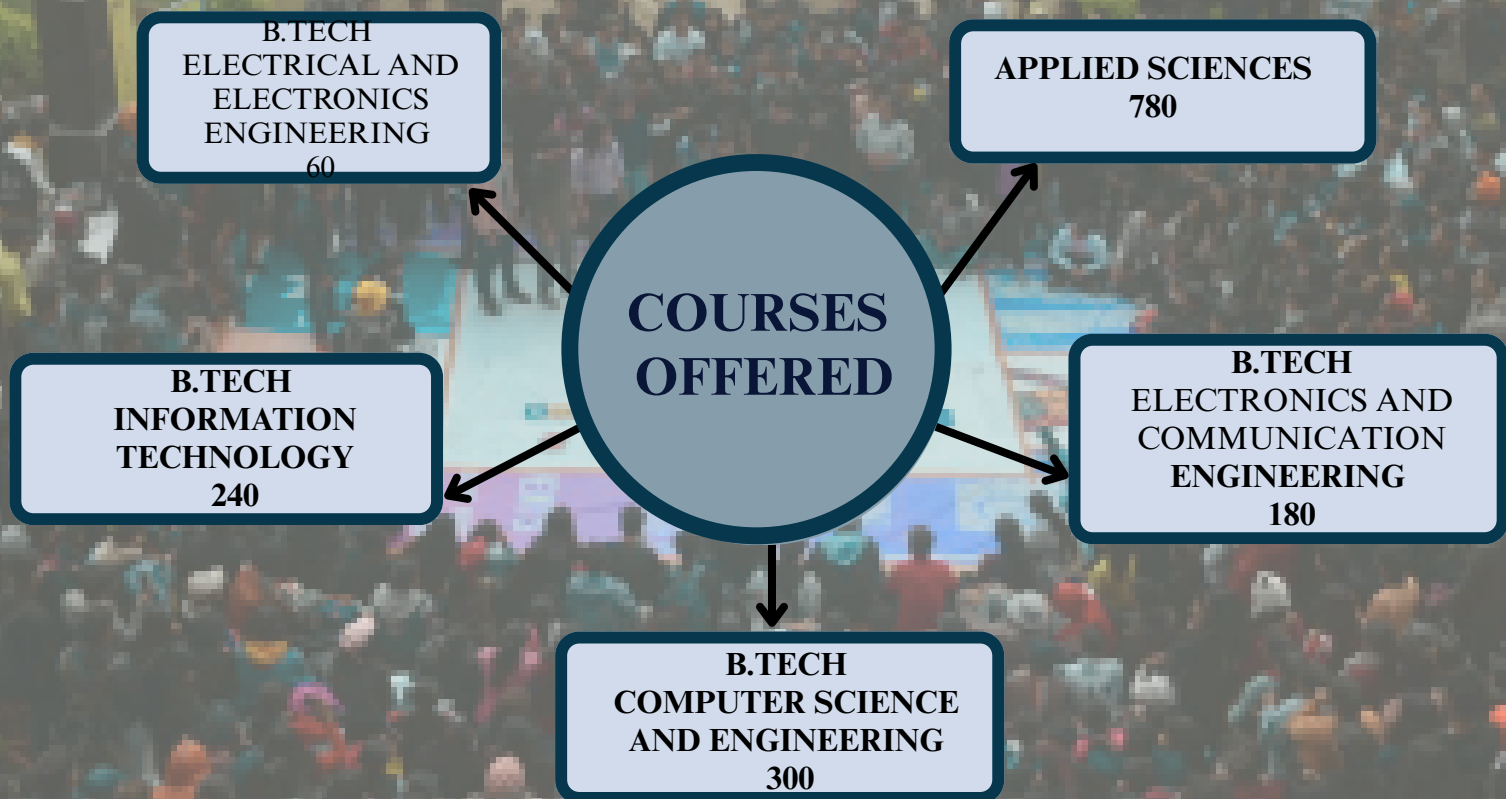 B.TECH
ELECTRICAL AND
ELECTRONICS
ENGINEERING
60
APPLIED SCIENCES
780
COURSES
OFFERED
B.TECH
INFORMATION
TECHNOLOGY
240
B.TECH
ELECTRONICS AND
COMMUNICATION
ENGINEERING
180
B.TECH
COMPUTER SCIENCE
AND ENGINEERING
300